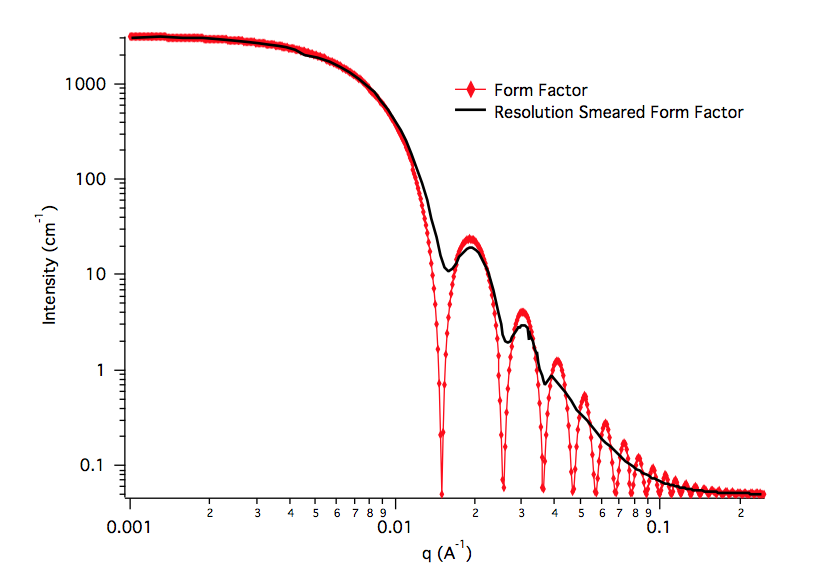 Form Factor
Resolution Smeared Form Factor
Intensity (cm⁻¹)
1000
100
10
1
0.1
2 3 4 5 6 7 8 9 2 3 4 5 6 7 8 9 2
0.001 0.01 0.1
q (A⁻¹)